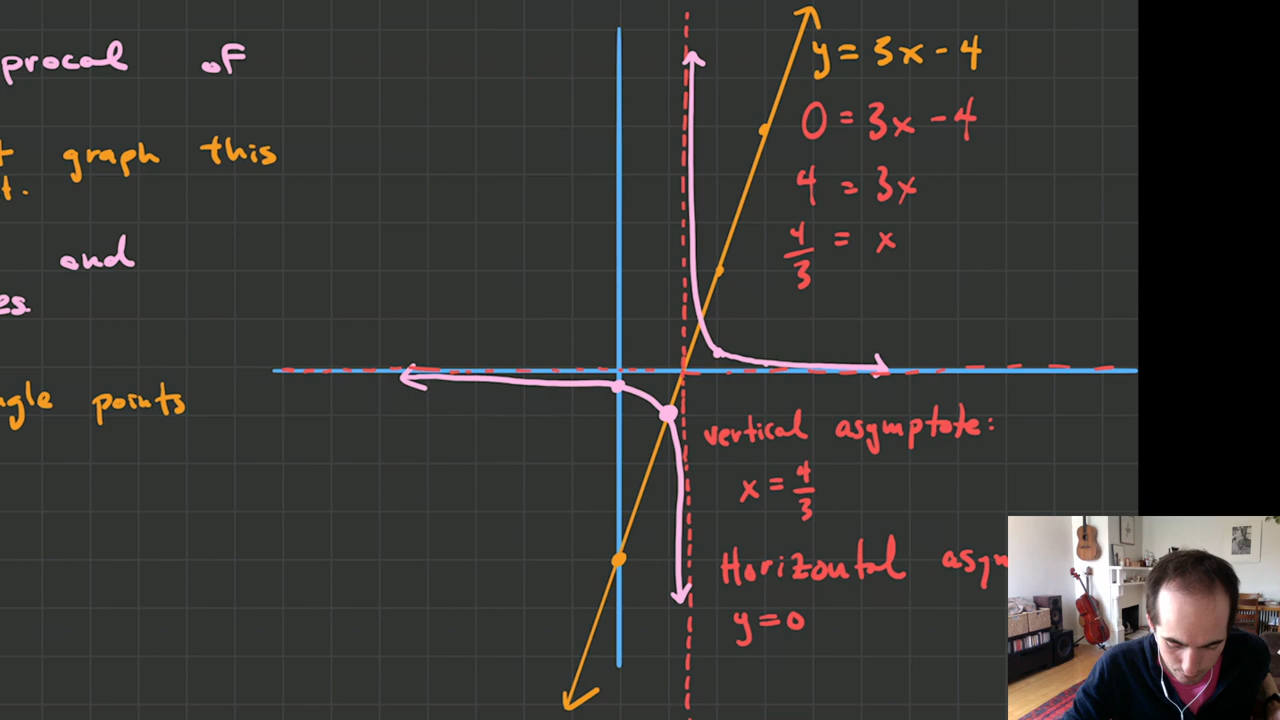 procal of
graph this
t.
and
es.
ngle points
y = 3x - 4
0 = 3x - 4
4 = 3x
4/3 = x
vertical asymptote:
x = 4/3
Horizontal asym
y = 0